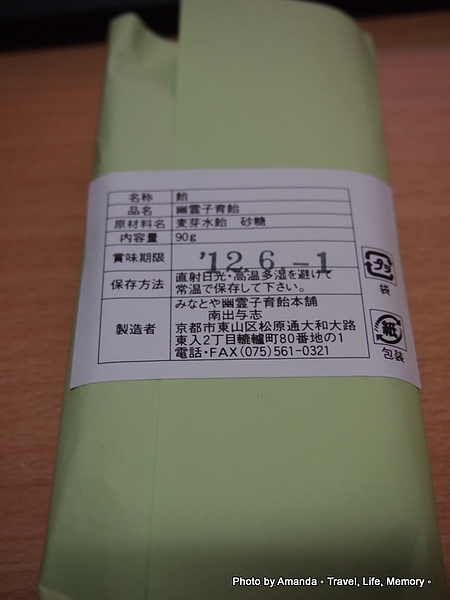 名称 飴
品名 幽霊子育飴
原材料名 麦芽水飴 砂糖
内容量 90g
賞味期限 '12.6.-1
保存方法 直射日光・高温多湿を避けて
常温で保存して下さい。
製造者 みなとや幽霊子育飴本舗
南出与志
京都市東山区松原通大和大路
東入2丁目轆轤町80番地の1
電話・FAX(075)561-0321
プラ
袋
紙
包装
Photo by Amanda・Travel, Life, Memory・